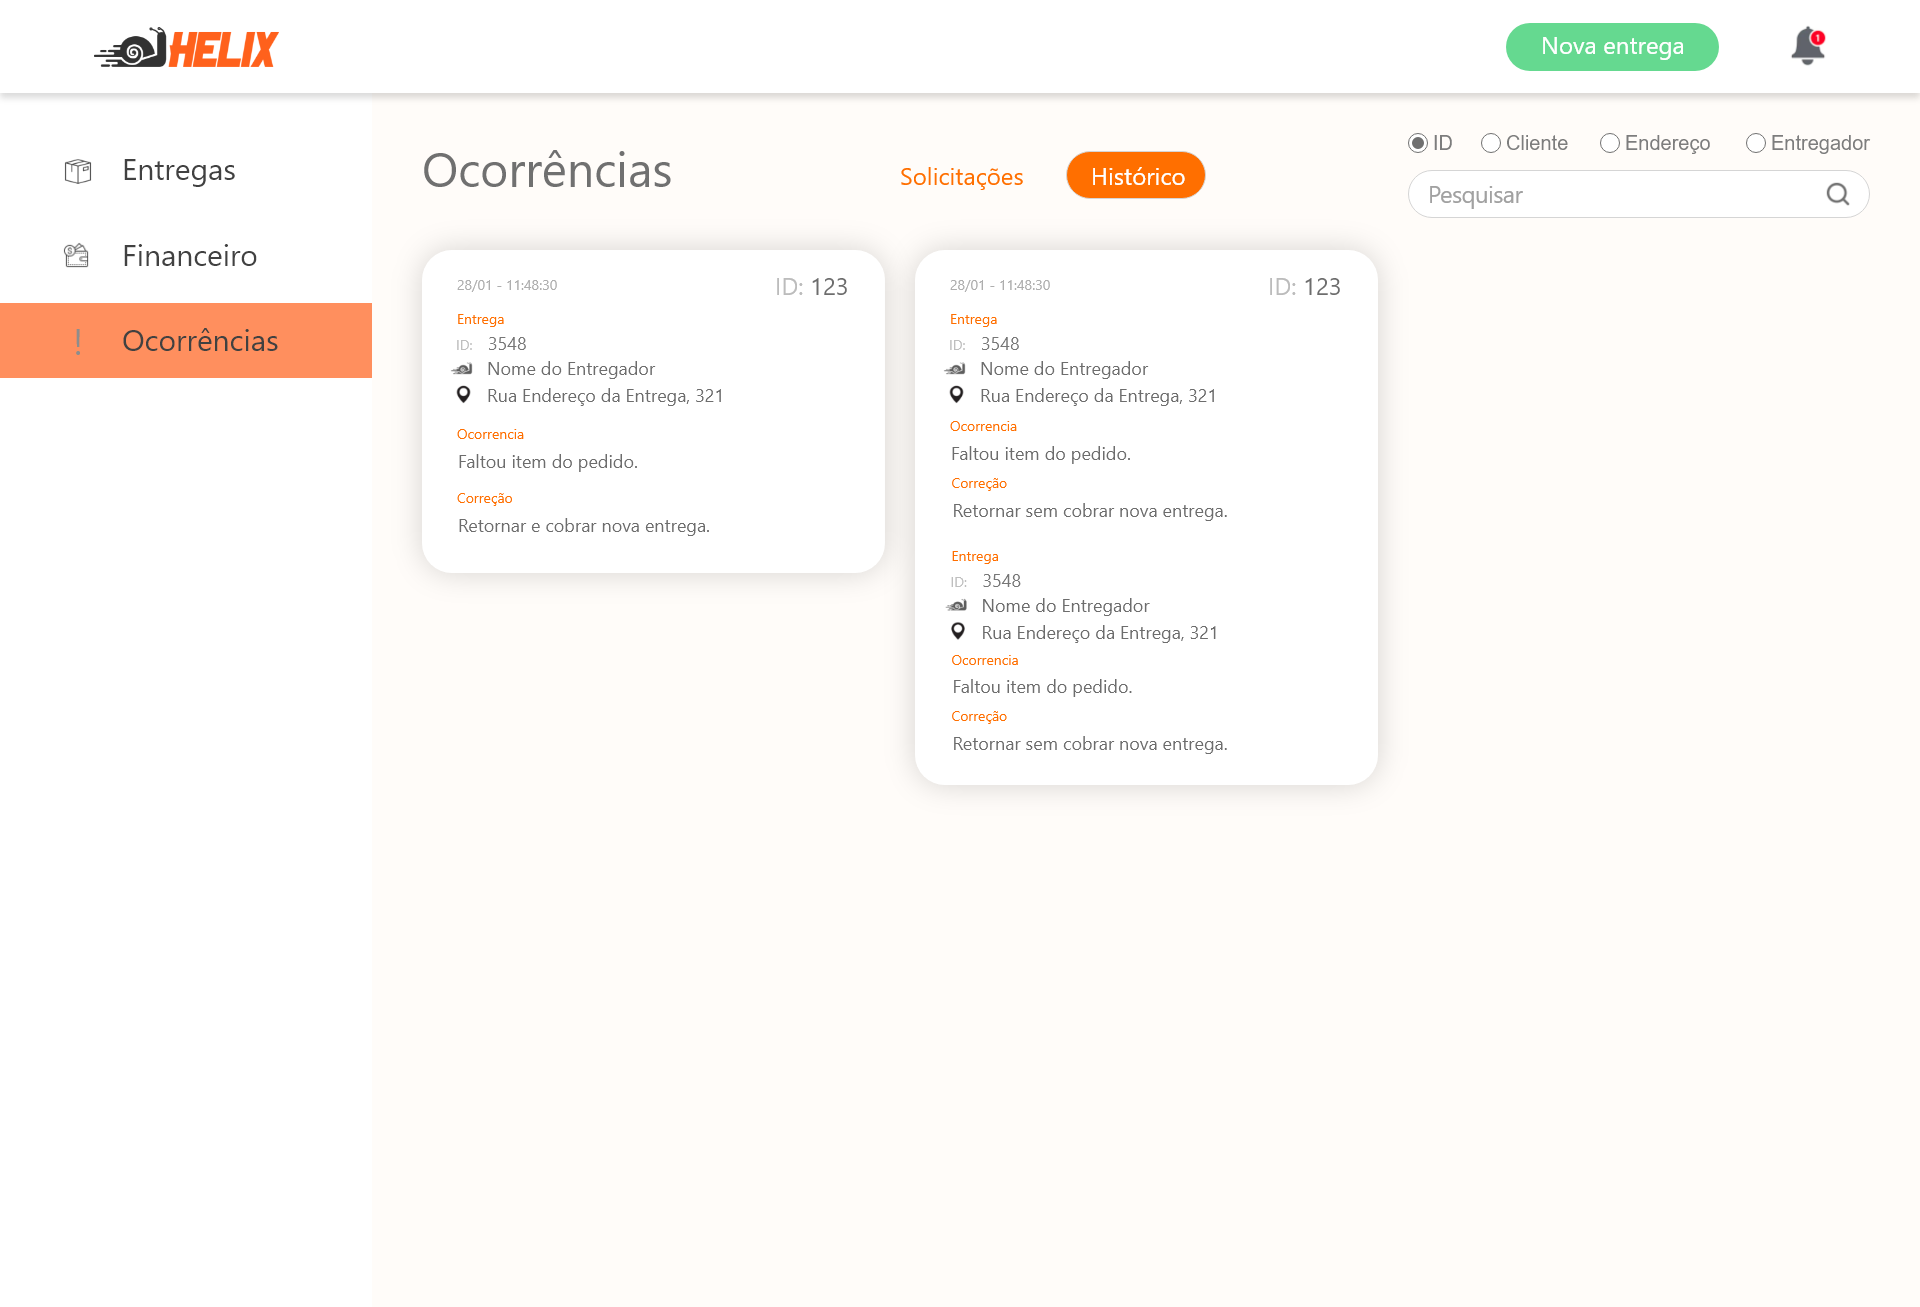 HELIX
Nova entrega
1
Entregas
Financeiro
Ocorrências
Ocorrências
Solicitações
Histórico
ID
Cliente
Endereço
Entregador
Pesquisar
28/01 - 11:48:30
ID: 123
Entrega
ID: 3548
Nome do Entregador
Rua Endereço da Entrega, 321
Ocorrencia
Faltou item do pedido.
Correção
Retornar e cobrar nova entrega.
28/01 - 11:48:30
ID: 123
Entrega
ID: 3548
Nome do Entregador
Rua Endereço da Entrega, 321
Ocorrencia
Faltou item do pedido.
Correção
Retornar sem cobrar nova entrega.
Entrega
ID: 3548
Nome do Entregador
Rua Endereço da Entrega, 321
Ocorrencia
Faltou item do pedido.
Correção
Retornar sem cobrar nova entrega.